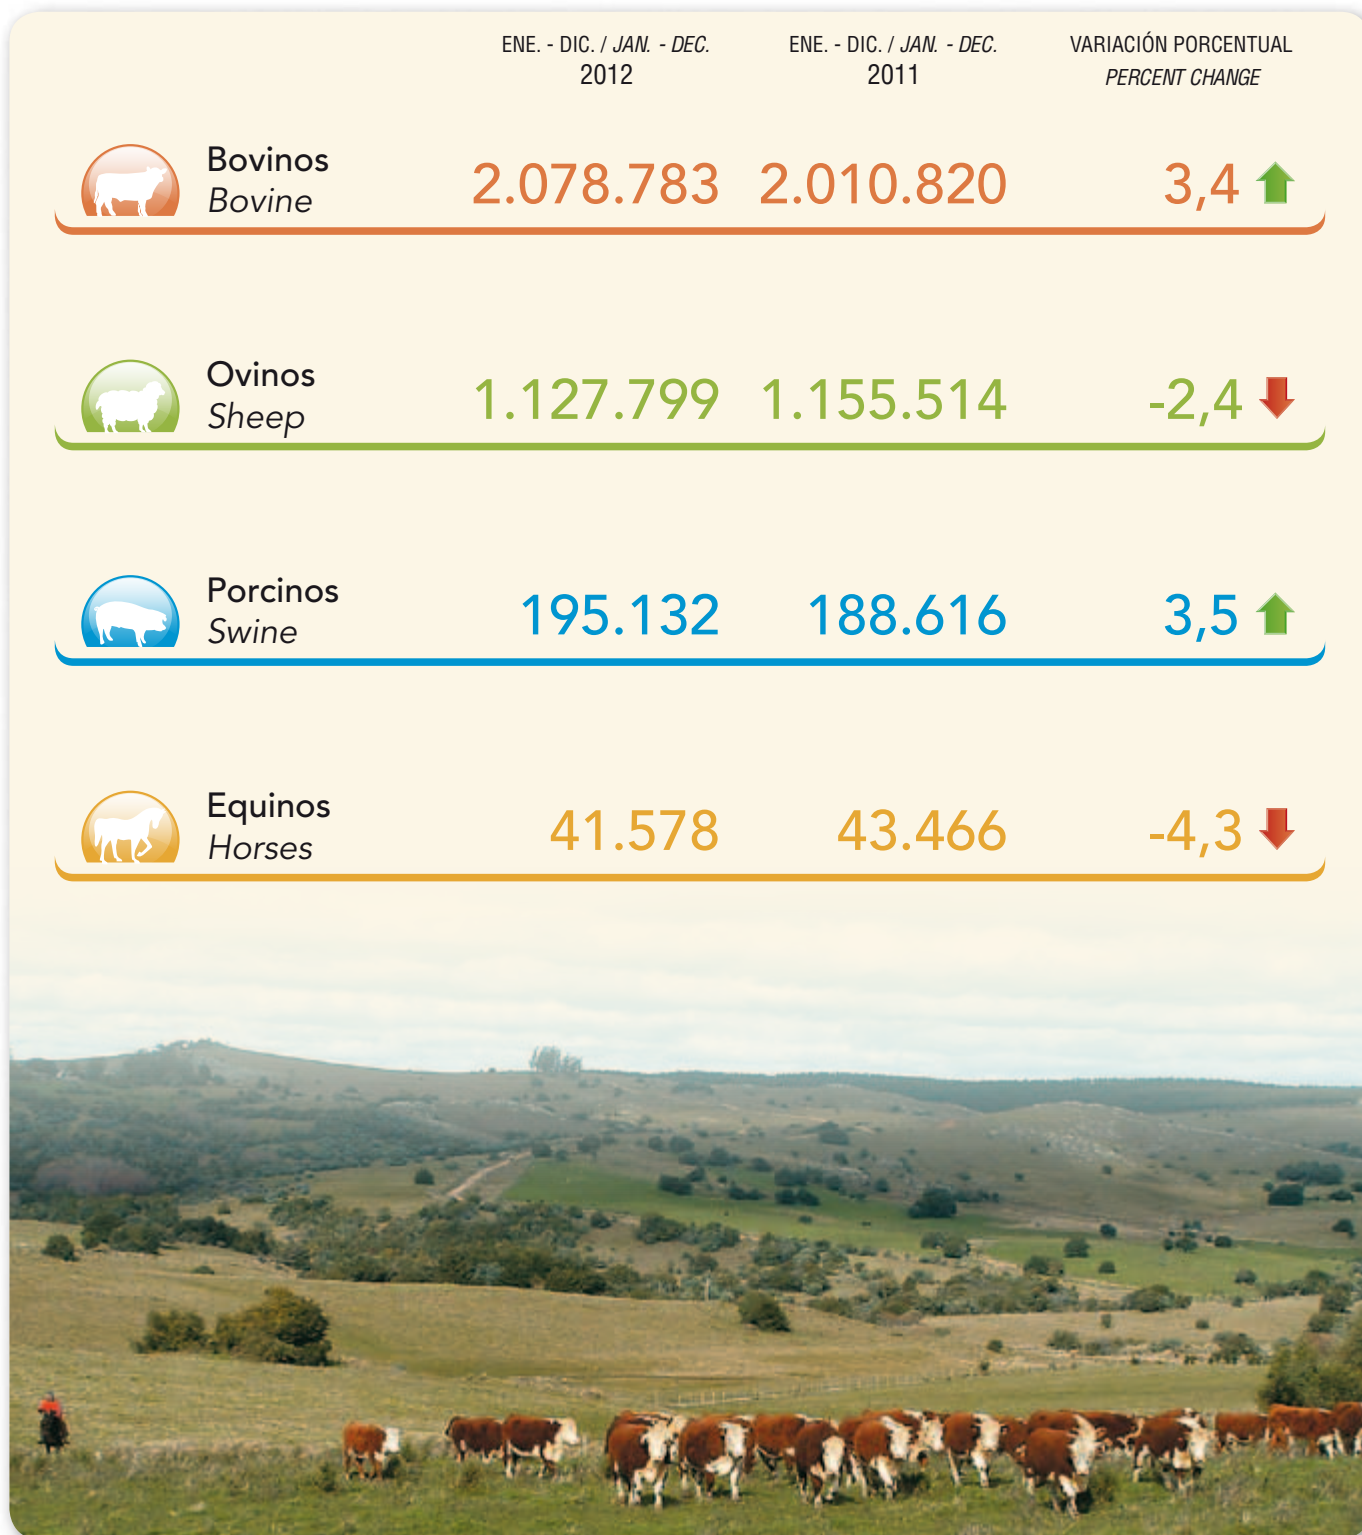 ENE. - DIC. / JAN. - DEC. ENE. - DIC. / JAN. - DEC. VARIACIÓN PORCENTUAL
2012 2011 PERCENT CHANGE
Bovinos
Bovine
2.078.783 2.010.820 3,4
Ovinos
Sheep
1.127.799 1.155.514 -2,4
Porcinos
Swine
195.132 188.616 3,5
Equinos
Horses
41.578 43.466 -4,3